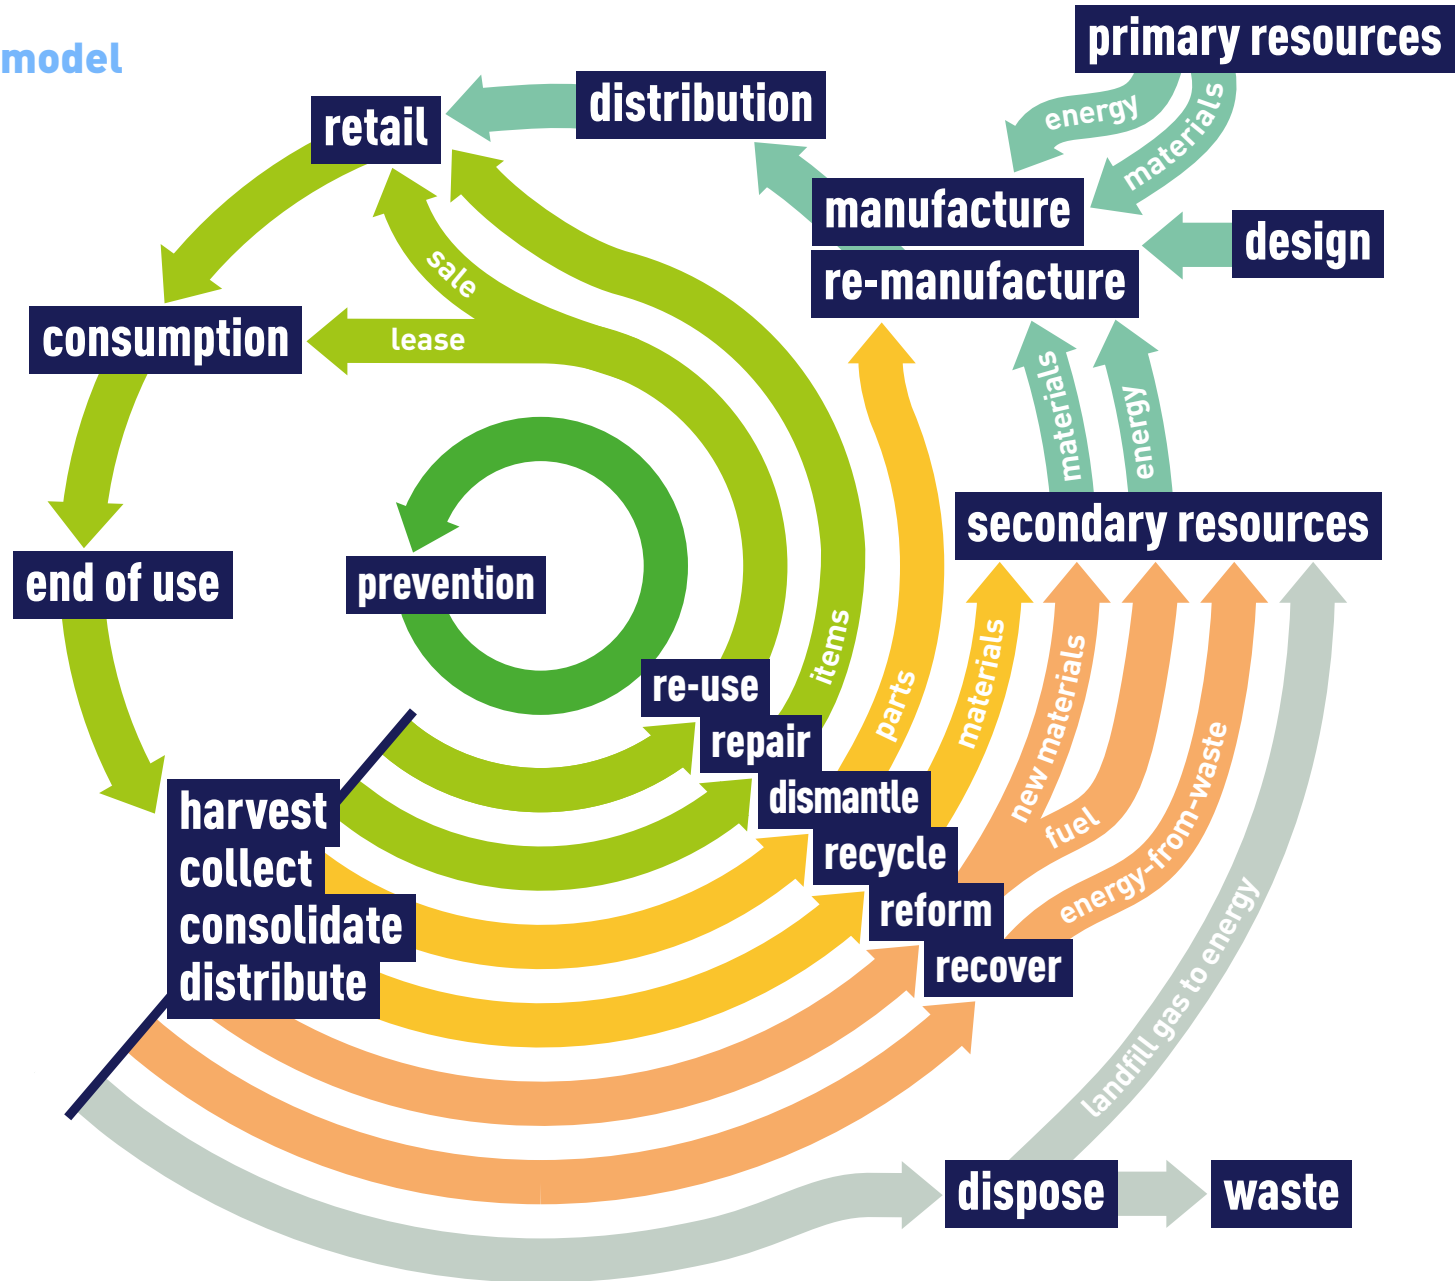 model
primary resources
energy
materials
distribution
retail
manufacture
re-manufacture
design
sale
lease
consumption
materials
energy
secondary resources
end of use
prevention
items
parts
materials
new materials
fuel
energy-from-waste
landfill gas to energy
re-use
repair
dismantle
recycle
reform
recover
harvest
collect
consolidate
distribute
dispose
waste